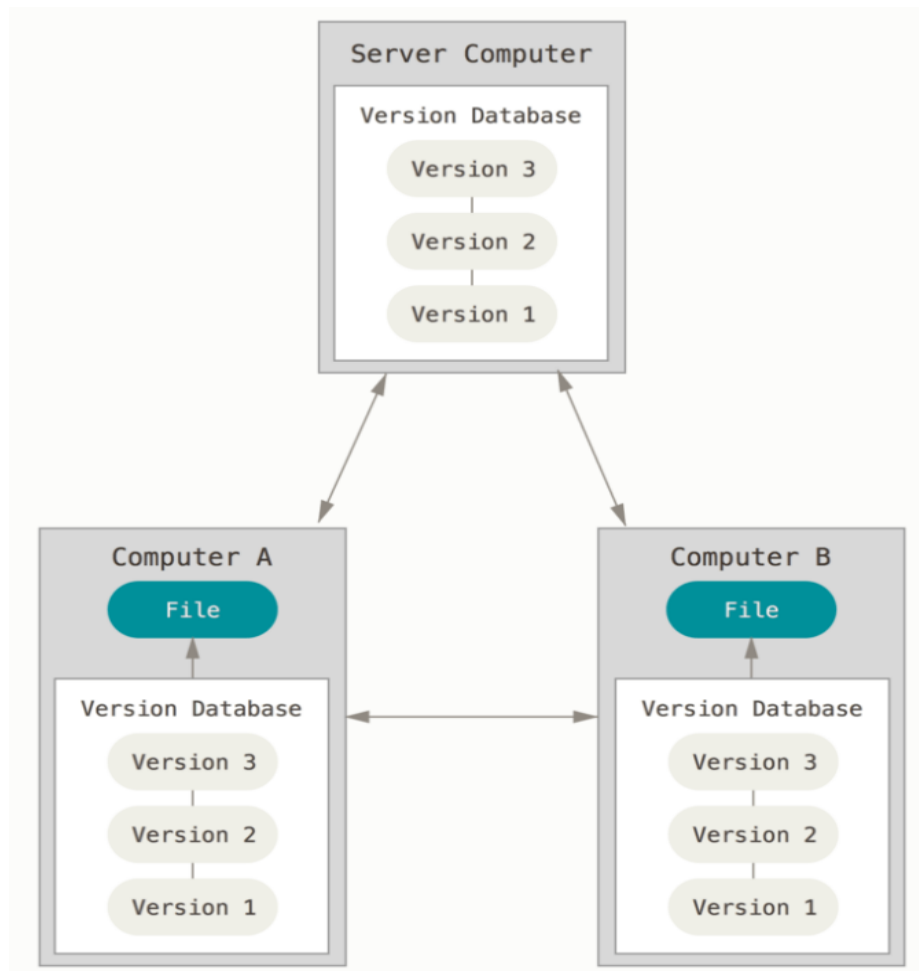 Server Computer
Version Database
Version 3
Version 2
Version 1
Computer A
File
Version Database
Version 3
Version 2
Version 1
Computer B
File
Version Database
Version 3
Version 2
Version 1